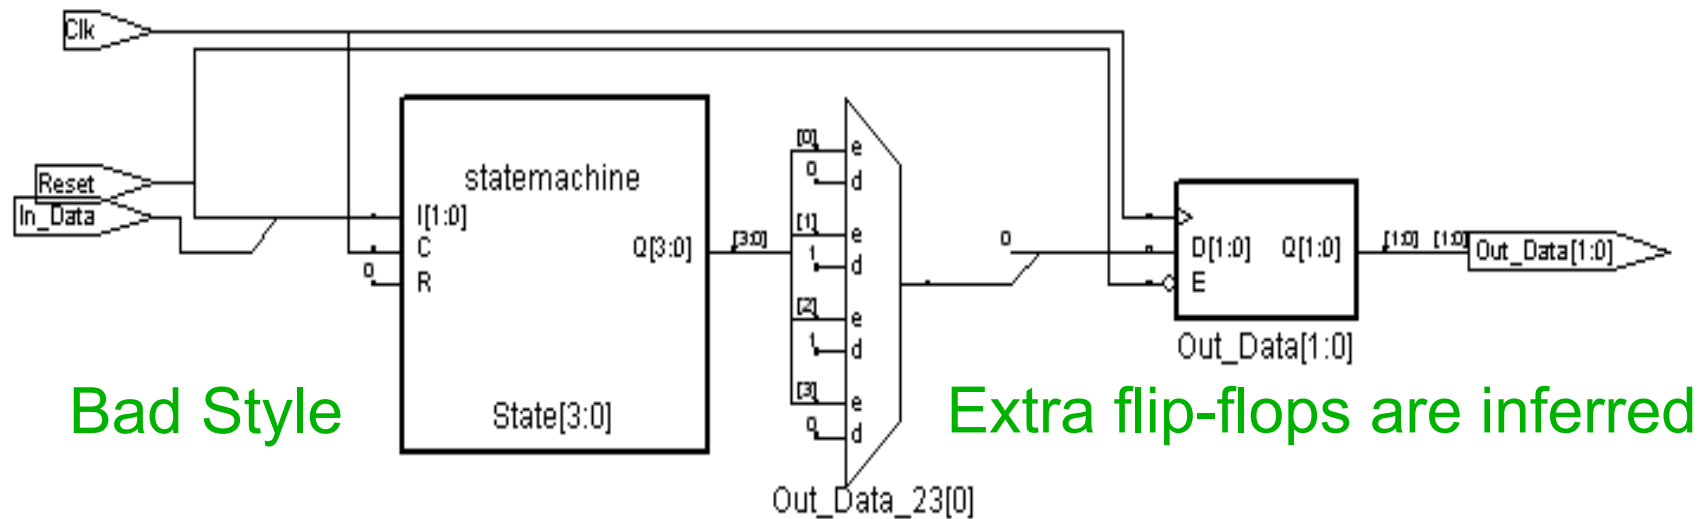 Clk
Reset
In_Data
statemachine
I[1:0]
C
0
R
Q[3:0]
State[3:0]
[3:0]
[0]
e
0
d
[1]
e
1
d
[2]
e
1
d
[3]
e
0
d
Out_Data_23[0]
0
D[1:0]
Q[1:0]
E
Out_Data[1:0]
[1:0]
[1:0]
Out_Data[1:0]
Bad Style
Extra flip-flops are inferred